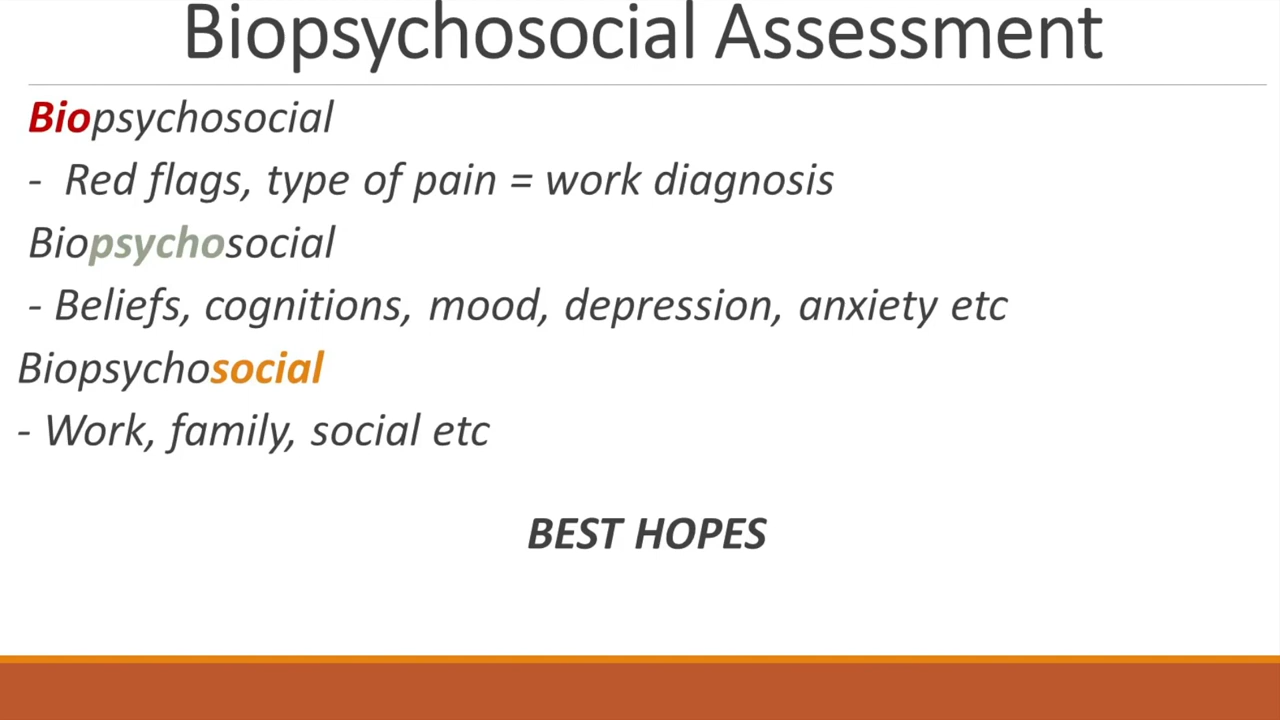 Biopsychosocial Assessment
Biopsychosocial
- Red flags, type of pain = work diagnosis
Biopsychosocial
- Beliefs, cognitions, mood, depression, anxiety etc
Biopsychosocial
- Work, family, social etc
BEST HOPES